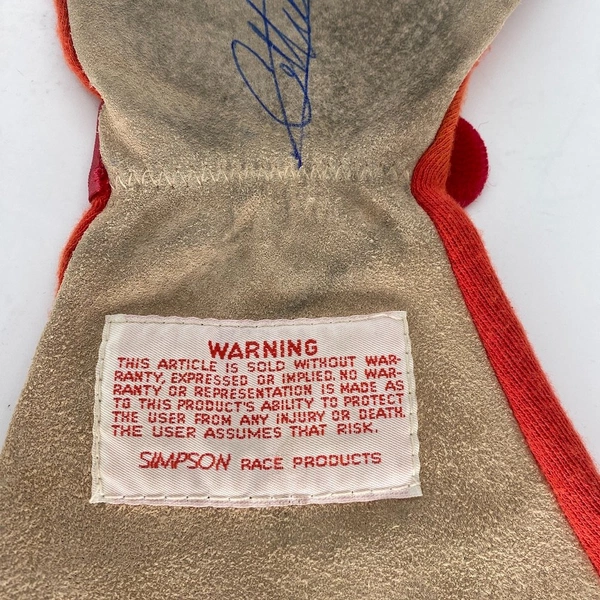 WARNING
THIS ARTICLE IS SOLD WITHOUT WAR-
RANTY, EXPRESSED OR IMPLIED. NO WAR-
RANTY OR REPRESENTATION IS MADE AS
TO THIS PRODUCT'S ABILITY TO PROTECT
THE USER FROM ANY INJURY OR DEATH.
THE USER ASSUMES THAT RISK.
SIMPSON RACE PRODUCTS